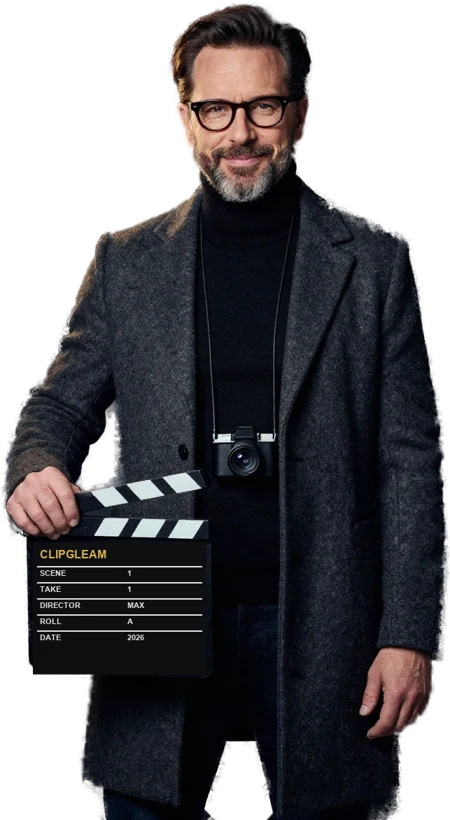 CLIPGLEAM
SCENE 1
TAKE 1
DIRECTOR MAX
ROLL A
DATE 2026